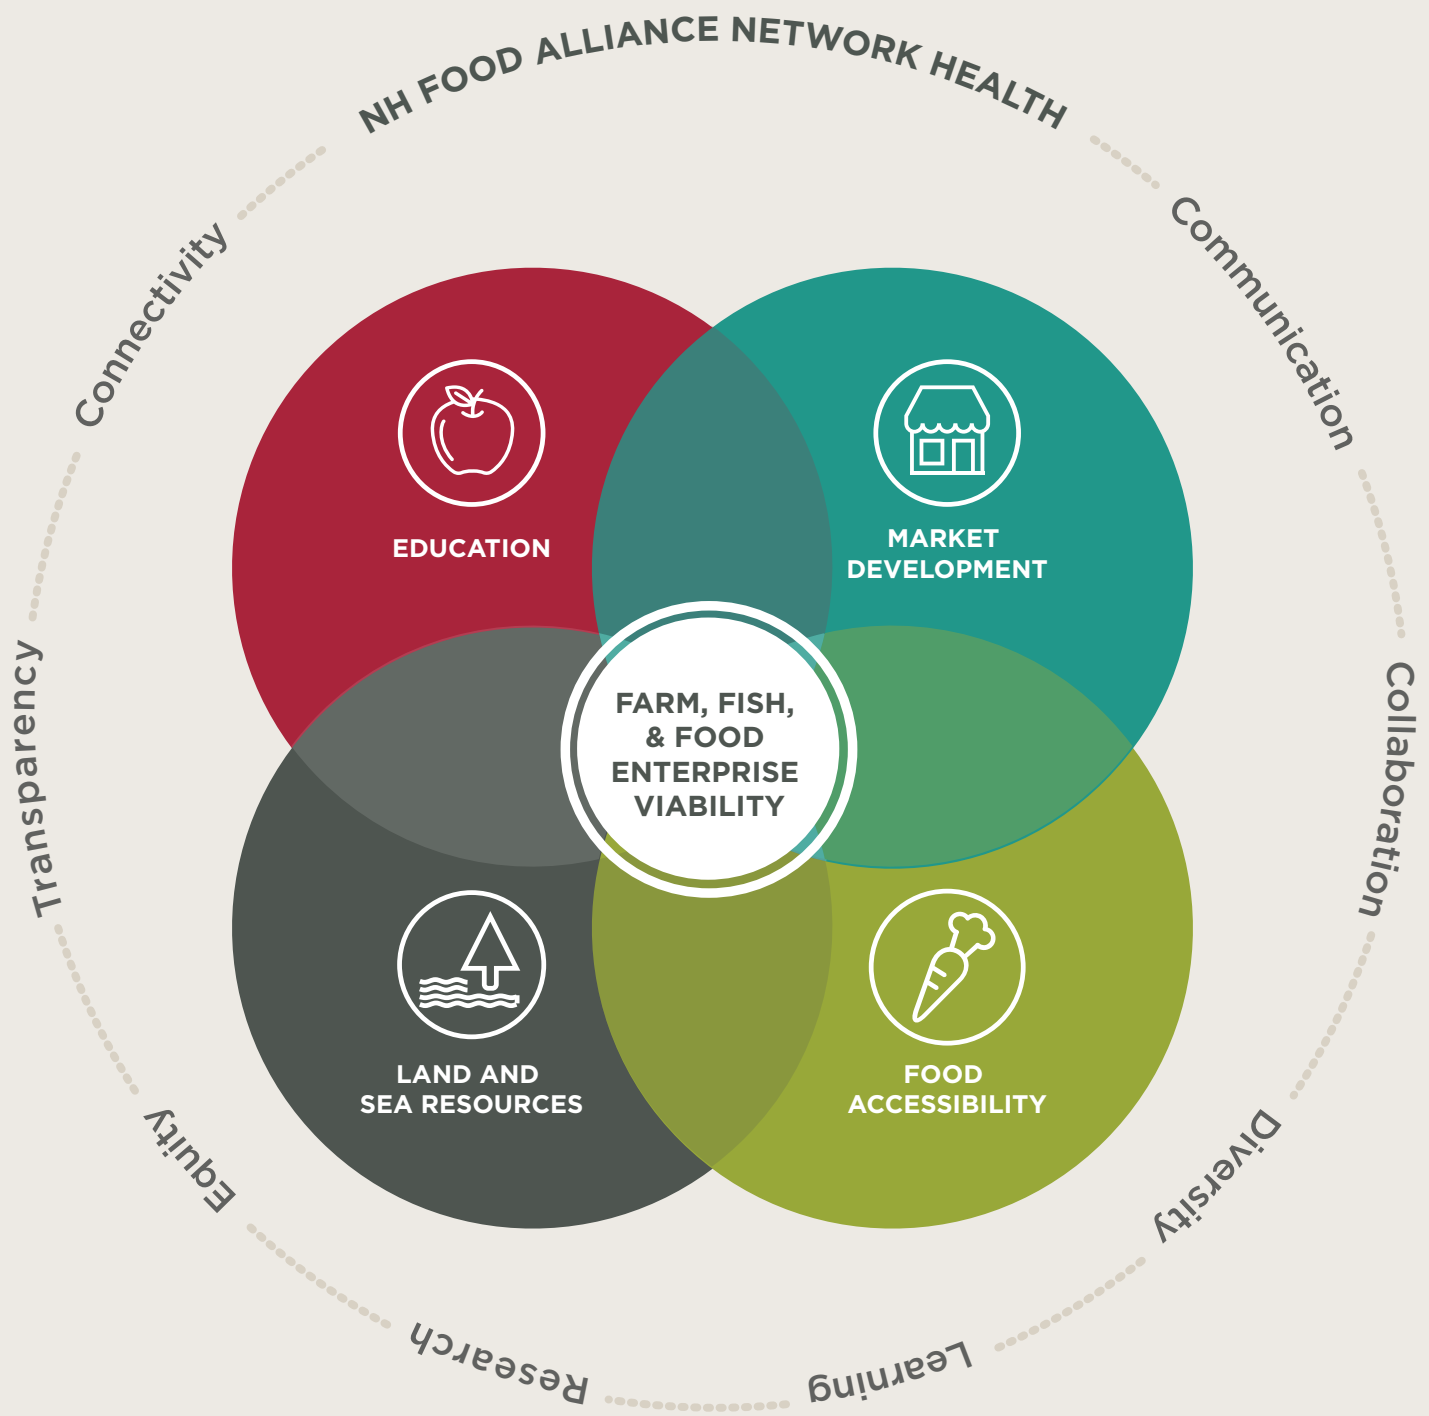 NH FOOD ALLIANCE NETWORK HEALTH
Communication
Collaboration
Diversity
Learning
Research
Equity
Transparency
Connectivity
EDUCATION
MARKET
DEVELOPMENT
FARM, FISH,
& FOOD
ENTERPRISE
VIABILITY
LAND AND
SEA RESOURCES
FOOD
ACCESSIBILITY